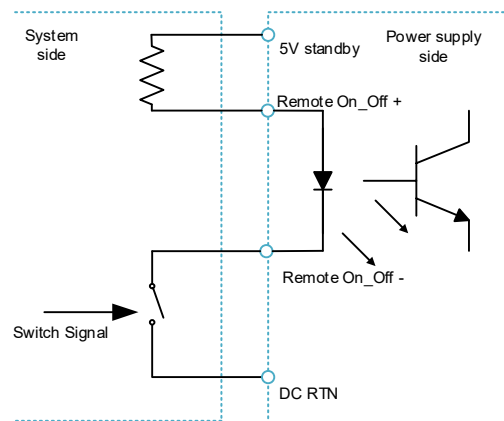 System
side
5V standby
Power supply
side
Remote On_Off +
Remote On_Off -
Switch Signal
DC RTN